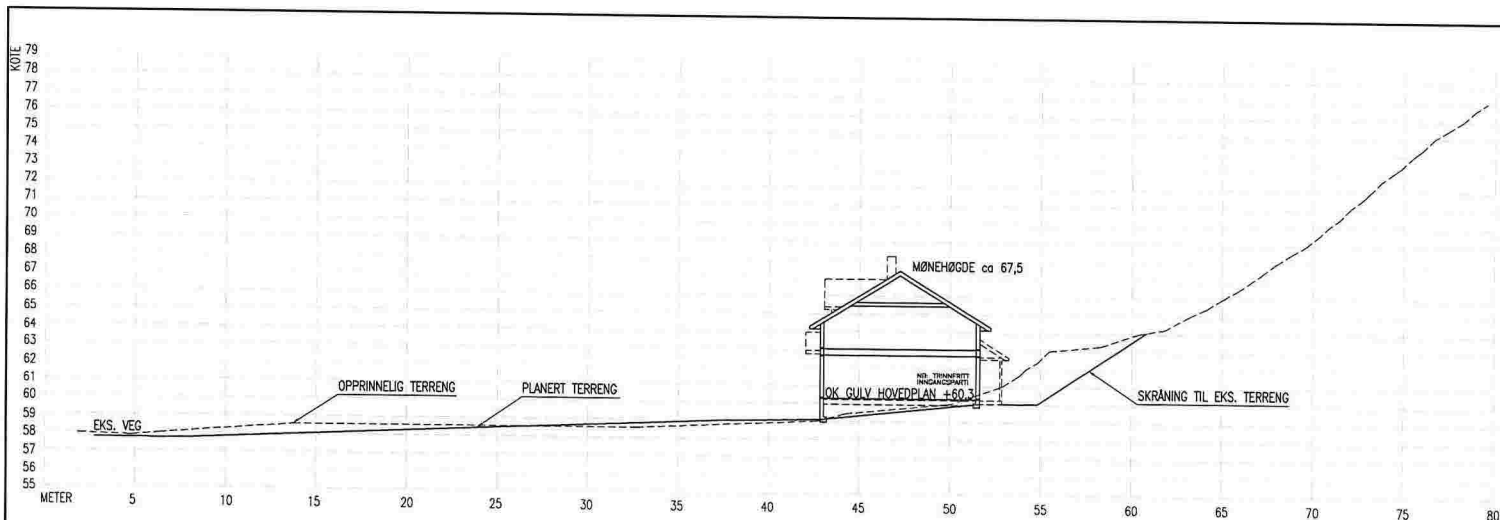 KOTE
79
78
77
76
75
74
73
72
71
70
69
68
67
66
65
64
63
62
61
60
59
58
57
56
55
MØNEHØGDE ca 67,5
NB: TRINNFRITT
INNGANGSPARTI
OK GULV HOVEDPLAN +60.3
OPPRINNELIG TERRENG
PLANERT TERRENG
SKRÅNING TIL EKS. TERRENG
EKS. VEG
METER 5 10 15 20 25 30 35 40 45 50 55 60 65 70 75 80